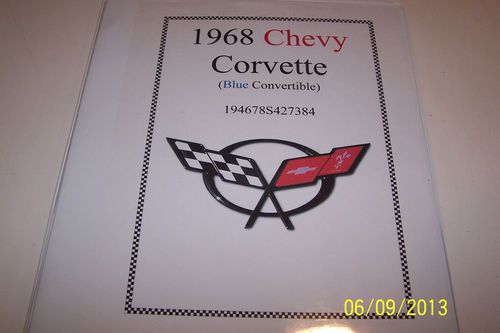 1968 Chevy
Corvette
(Blue Convertible)
194678S427384
06/09/2013